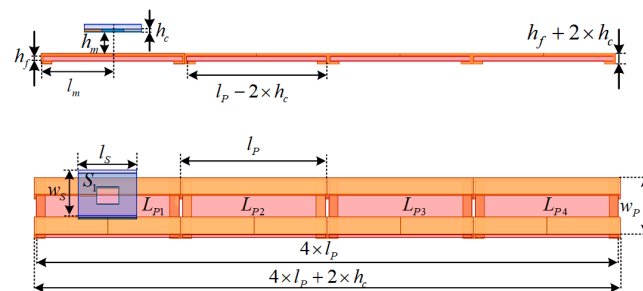 h_c
h_m
h_f + 2 × h_c
h_f
l_m
l_P − 2 × h_c
l_S
l_P
w_S
S_1
L_P1
L_P2
L_P3
L_P4
w_P
4 × l_P
4 × l_P + 2 × h_c